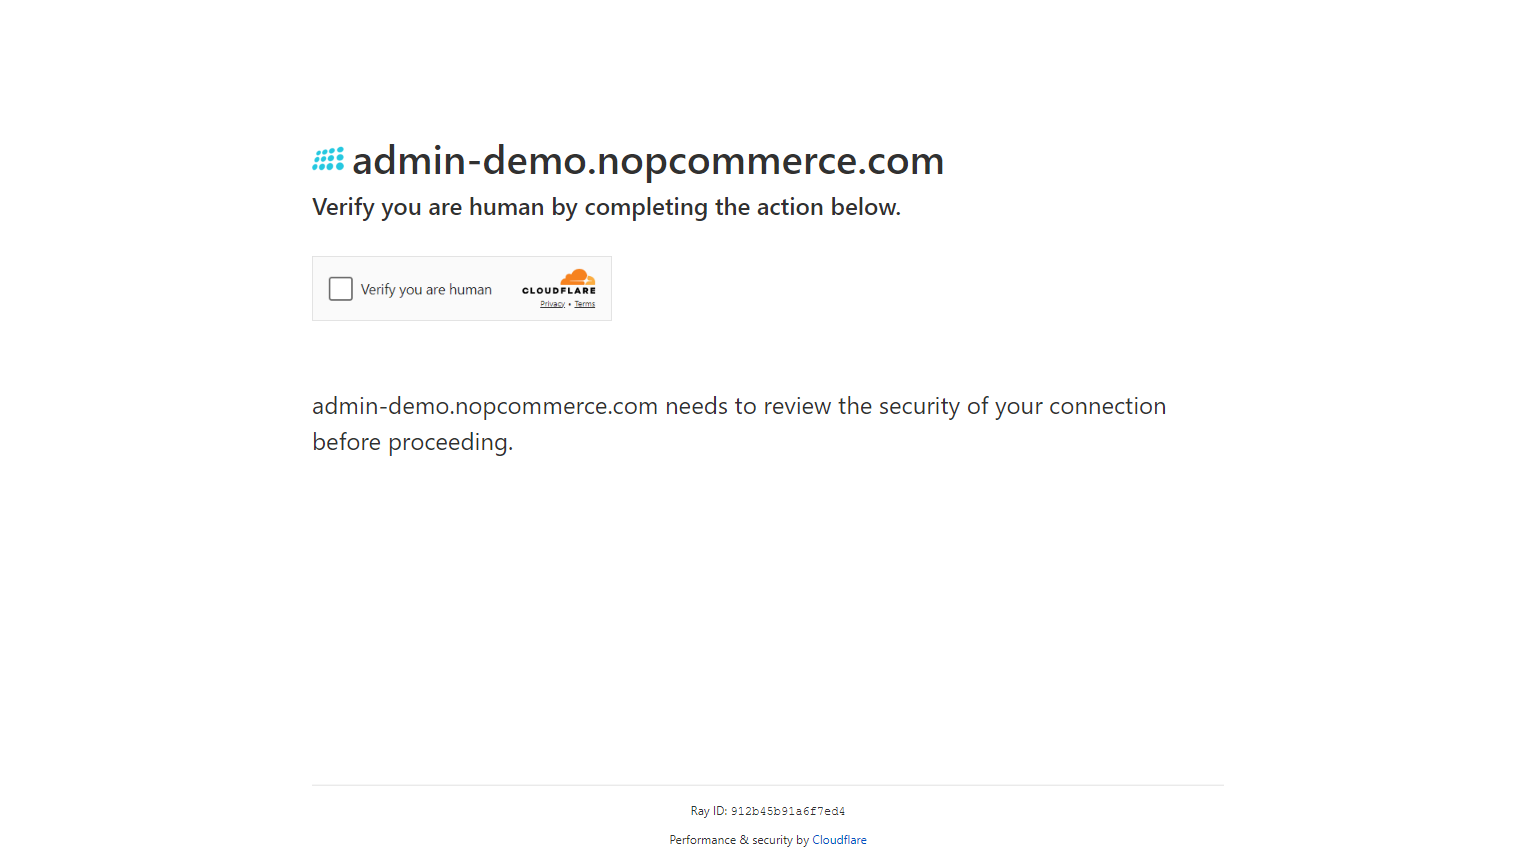 admin-demo.nopcommerce.com
Verify you are human by completing the action below.
Verify you are human
CLOUDFLARE
Privacy • Terms
admin-demo.nopcommerce.com needs to review the security of your connection
before proceeding.
Ray ID: 912b45b91a6f7ed4
Performance & security by Cloudflare